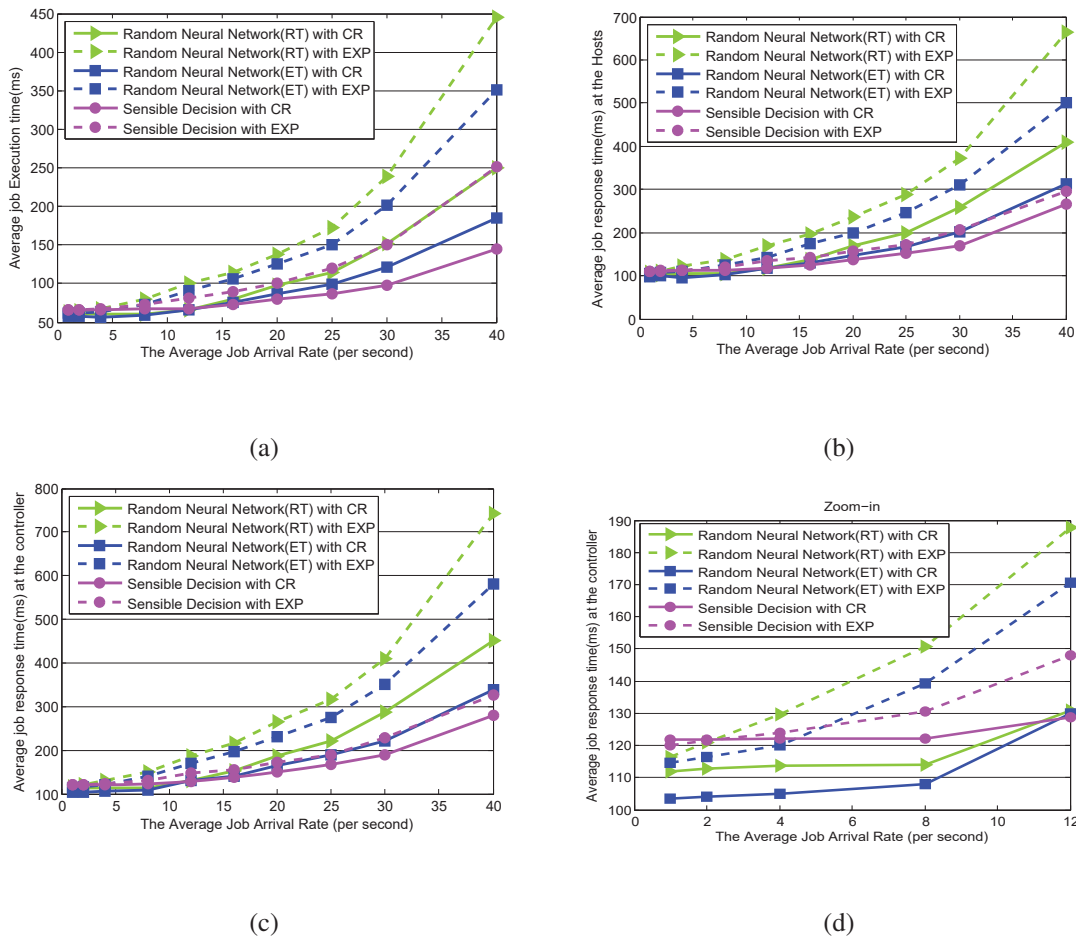 450
400
350
300
250
200
150
100
50
0
5
10
15
20
25
30
35
40
Average job Execution time(ms)
The Average Job Arrival Rate (per second)
Random Neural Network(RT) with CR
Random Neural Network(RT) with EXP
Random Neural Network(ET) with CR
Random Neural Network(ET) with EXP
Sensible Decision with CR
Sensible Decision with EXP
(a)
700
600
500
400
300
200
100
0
0
5
10
15
20
25
30
35
40
Average job response time(ms) at the Hosts
The Average Job Arrival Rate (per second)
Random Neural Network(RT) with CR
Random Neural Network(RT) with EXP
Random Neural Network(ET) with CR
Random Neural Network(ET) with EXP
Sensible Decision with CR
Sensible Decision with EXP
(b)
800
700
600
500
400
300
200
100
0
5
10
15
20
25
30
35
40
Average job response time(ms) at the controller
The Average Job Arrival Rate (per second)
Random Neural Network(RT) with CR
Random Neural Network(RT) with EXP
Random Neural Network(ET) with CR
Random Neural Network(ET) with EXP
Sensible Decision with CR
Sensible Decision with EXP
(c)
Zoom−in
190
180
170
160
150
140
130
120
110
100
0
2
4
6
8
10
12
Average job response time(ms) at the controller
The Average Job Arrival Rate (per second)
Random Neural Network(RT) with CR
Random Neural Network(RT) with EXP
Random Neural Network(ET) with CR
Random Neural Network(ET) with EXP
Sensible Decision with CR
Sensible Decision with EXP
(d)